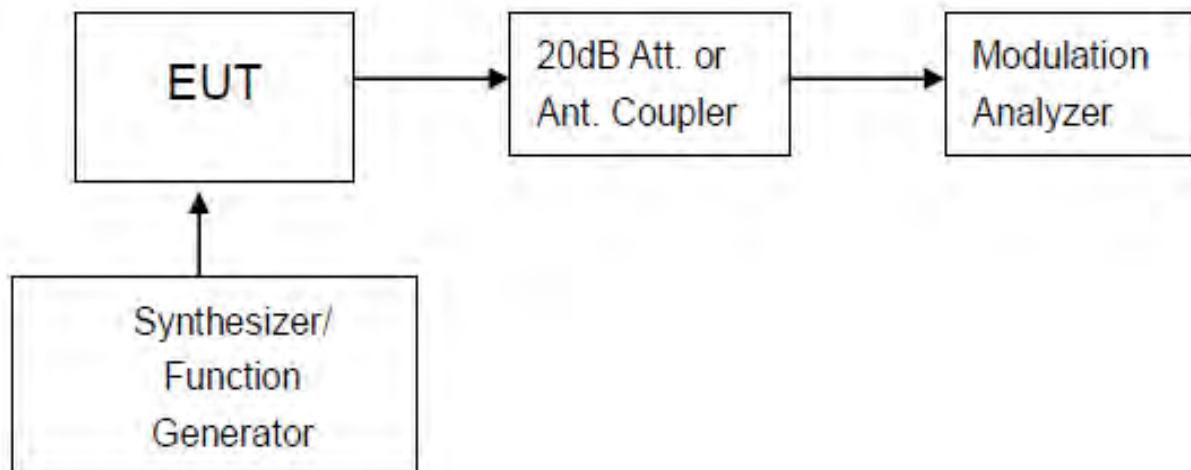 EUT
20dB Att. or
Ant. Coupler
Modulation
Analyzer
Synthesizer/
Function
Generator